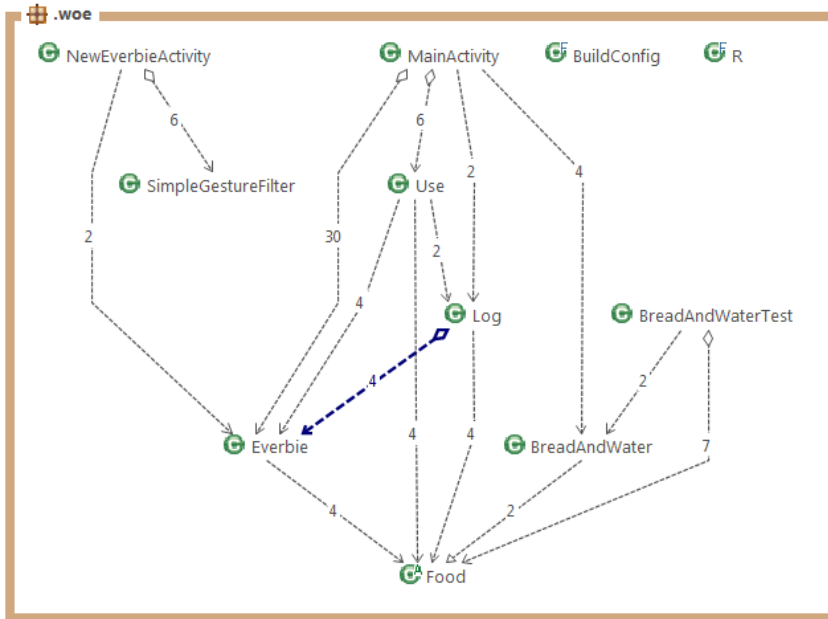 .woe
NewEverbieActivity
MainActivity
BuildConfig
R
6
6
SimpleGestureFilter
Use
2
4
2
30
2
4
Log
BreadAndWaterTest
4
2
Everbie
4
4
BreadAndWater
7
4
2
Food